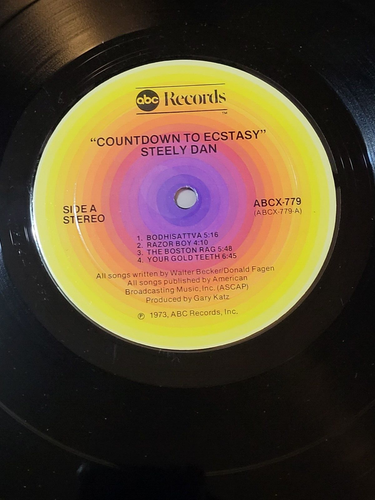 abc Records
"COUNTDOWN TO ECSTASY"
STEELY DAN
SIDE A
STEREO
ABCX-779
(ABCX-779-A)
1. BODHISATTVA 5:16
2. RAZOR BOY 4:10
3. THE BOSTON RAG 5:48
4. YOUR GOLD TEETH 6:45
All songs written by Walter Becker/Donald Fagen
All songs published by American
Broadcasting Music, Inc. (ASCAP)
Produced by Gary Katz
℗ 1973, ABC Records, Inc.